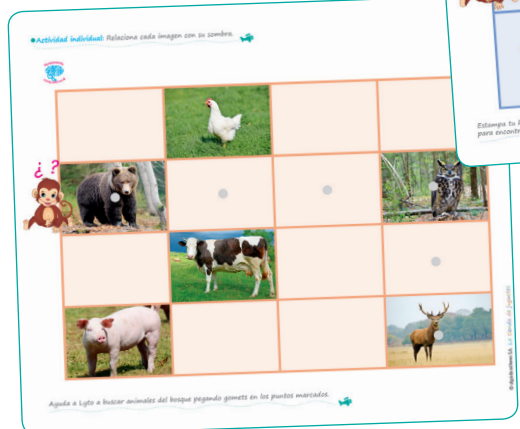 Actividad individual: Relaciona cada imagen con su sombra.
¿ ?
Estampa tu
para encontr
Ayuda a Lyto a buscar animales del bosque pegando gomets en los puntos marcados.